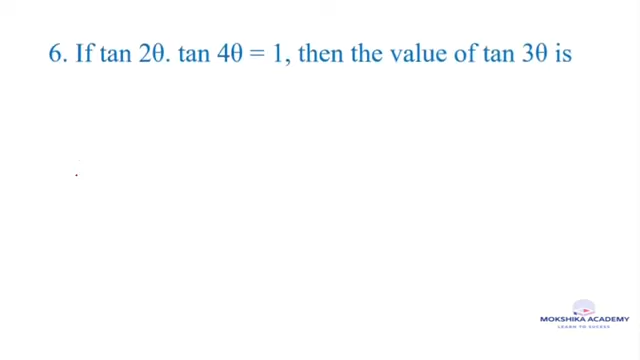 6. If tan 2θ. tan 4θ = 1, then the value of tan 3θ is
MOKSHIKA ACADEMY
LEARN TO SUCCESS